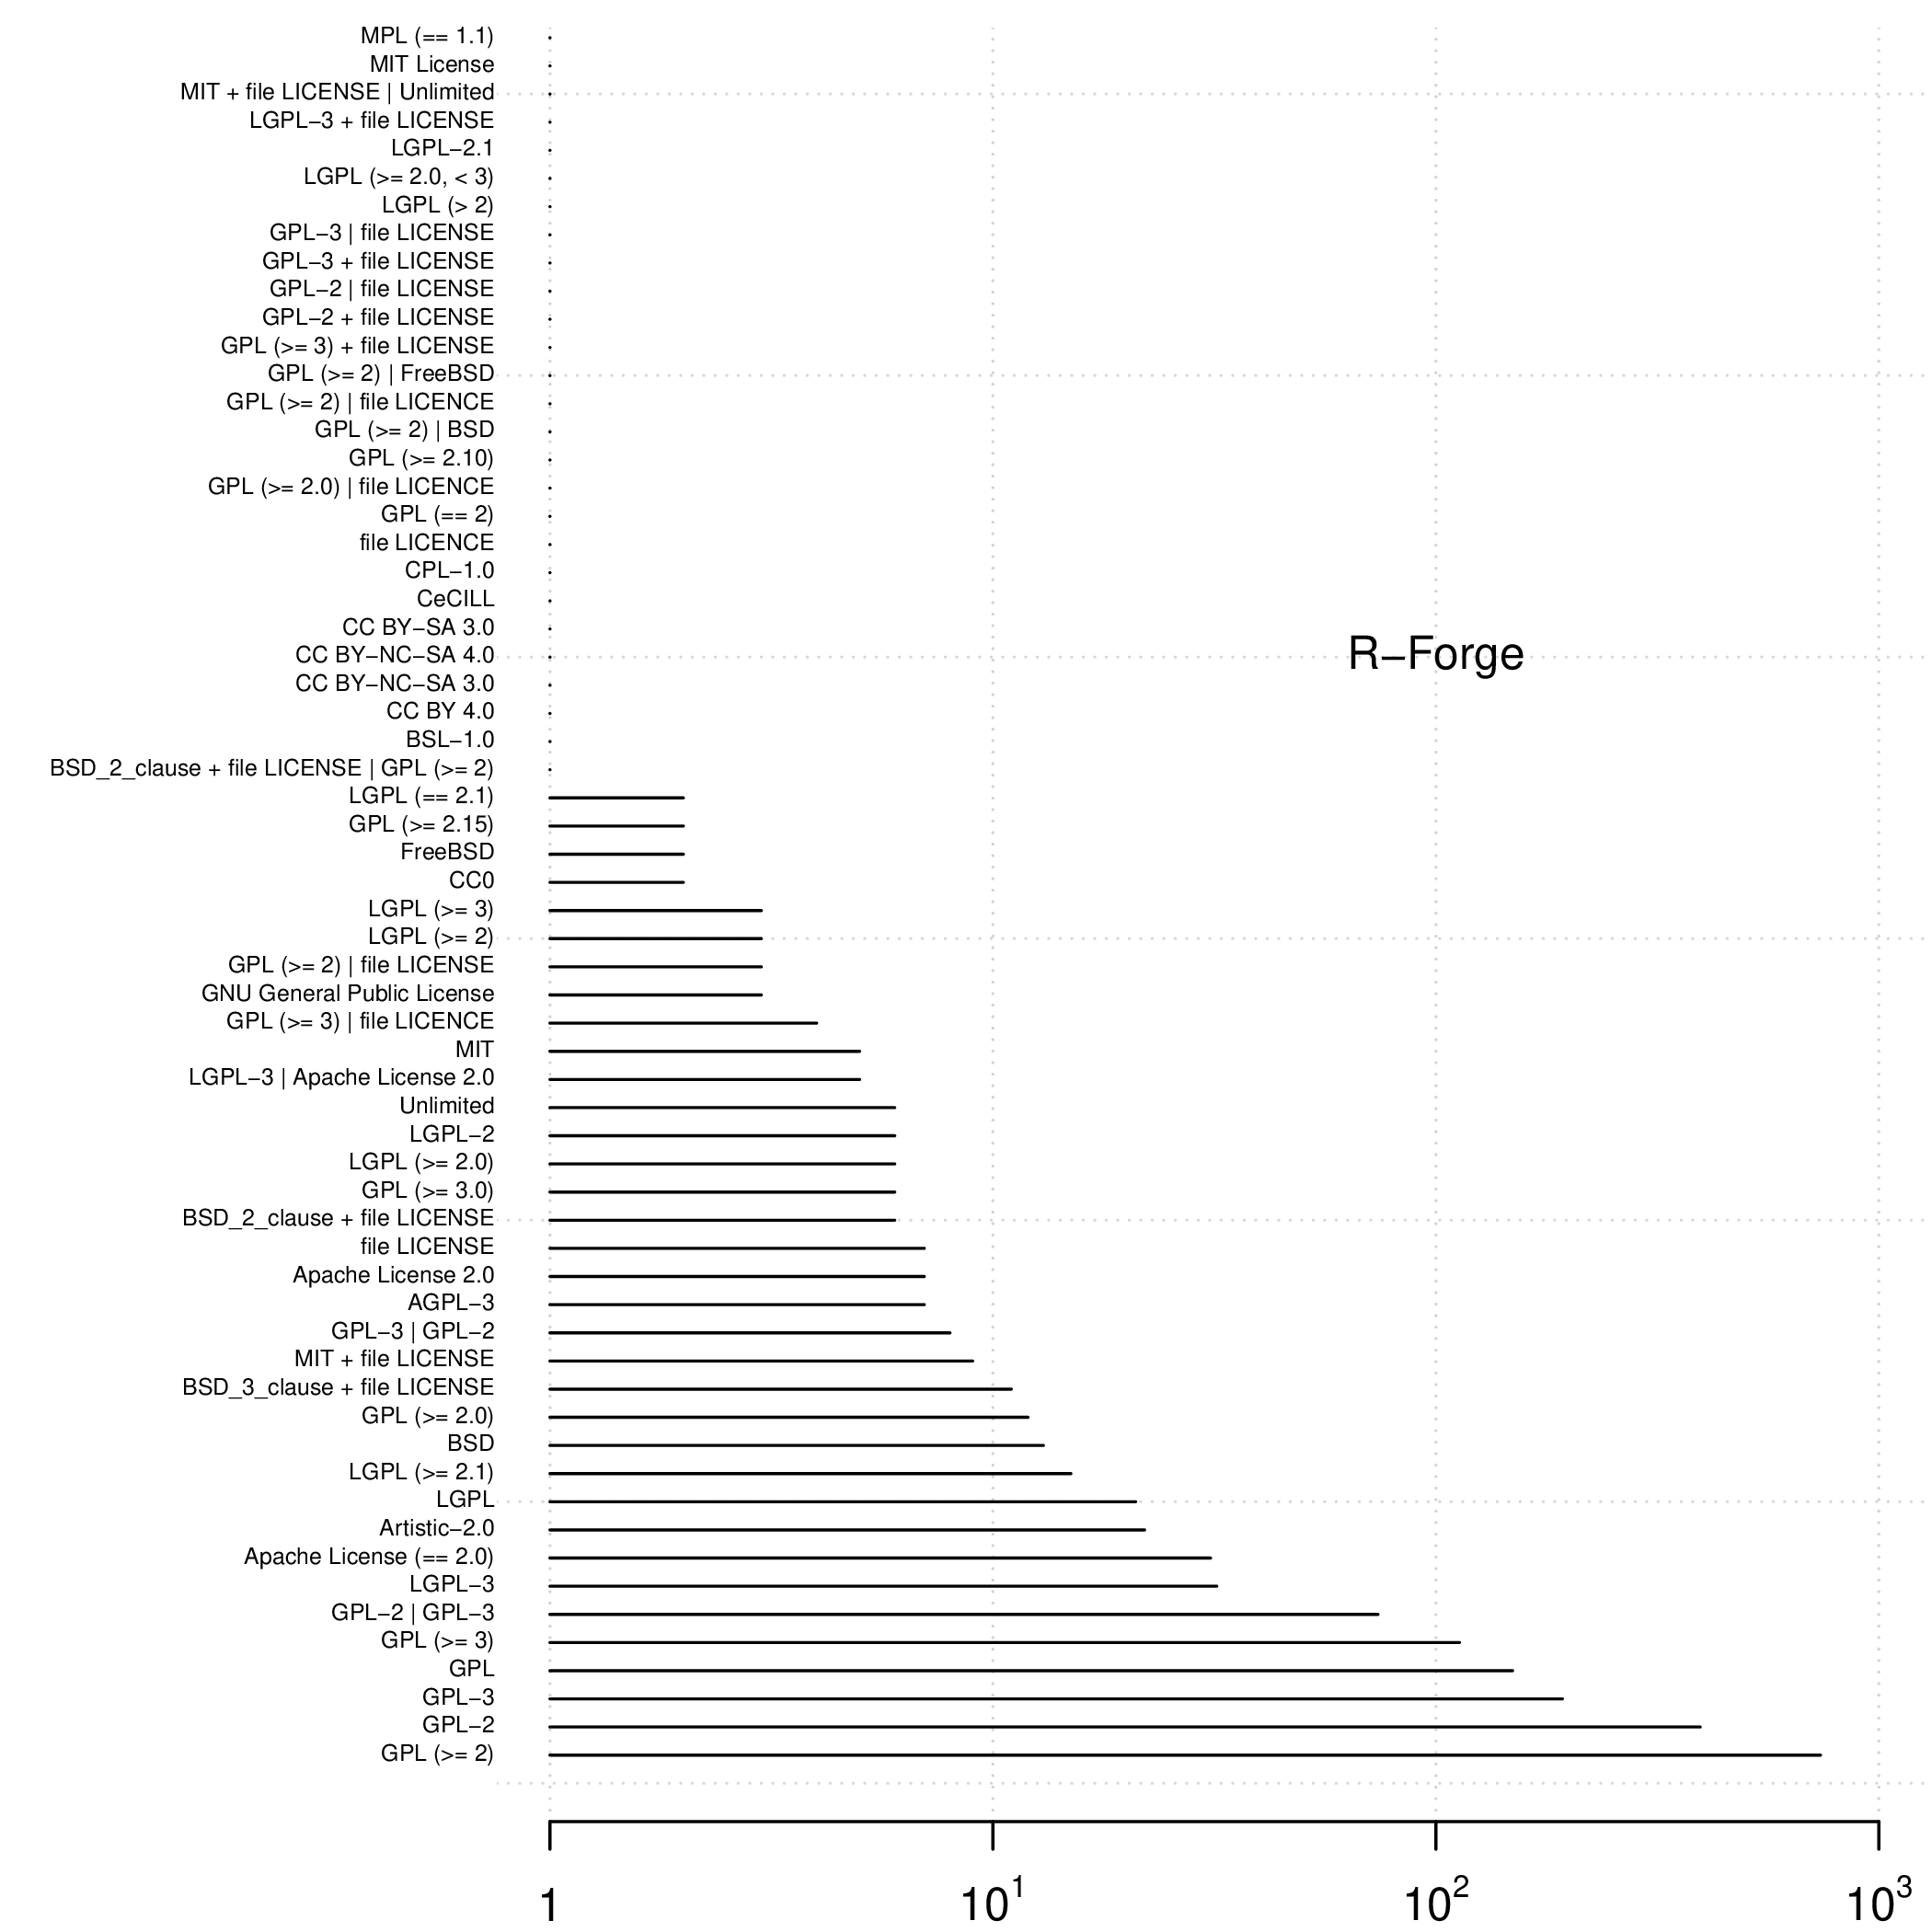 MPL (== 1.1)
MIT License
MIT + file LICENSE | Unlimited
LGPL−3 + file LICENSE
LGPL−2.1
LGPL (>= 2.0, < 3)
LGPL (> 2)
GPL−3 | file LICENSE
GPL−3 + file LICENSE
GPL−2 | file LICENSE
GPL−2 + file LICENSE
GPL (>= 3) + file LICENSE
GPL (>= 2) | FreeBSD
GPL (>= 2) | file LICENCE
GPL (>= 2) | BSD
GPL (>= 2.10)
GPL (>= 2.0) | file LICENCE
GPL (== 2)
file LICENCE
CPL−1.0
CeCILL
CC BY−SA 3.0
CC BY−NC−SA 4.0
R−Forge
CC BY−NC−SA 3.0
CC BY 4.0
BSL−1.0
BSD_2_clause + file LICENSE | GPL (>= 2)
LGPL (== 2.1)
GPL (>= 2.15)
FreeBSD
CC0
LGPL (>= 3)
LGPL (>= 2)
GPL (>= 2) | file LICENSE
GNU General Public License
GPL (>= 3) | file LICENCE
MIT
LGPL−3 | Apache License 2.0
Unlimited
LGPL−2
LGPL (>= 2.0)
GPL (>= 3.0)
BSD_2_clause + file LICENSE
file LICENSE
Apache License 2.0
AGPL−3
GPL−3 | GPL−2
MIT + file LICENSE
BSD_3_clause + file LICENSE
GPL (>= 2.0)
BSD
LGPL (>= 2.1)
LGPL
Artistic−2.0
Apache License (== 2.0)
LGPL−3
GPL−2 | GPL−3
GPL (>= 3)
GPL
GPL−3
GPL−2
GPL (>= 2)
1 10¹ 10² 10³